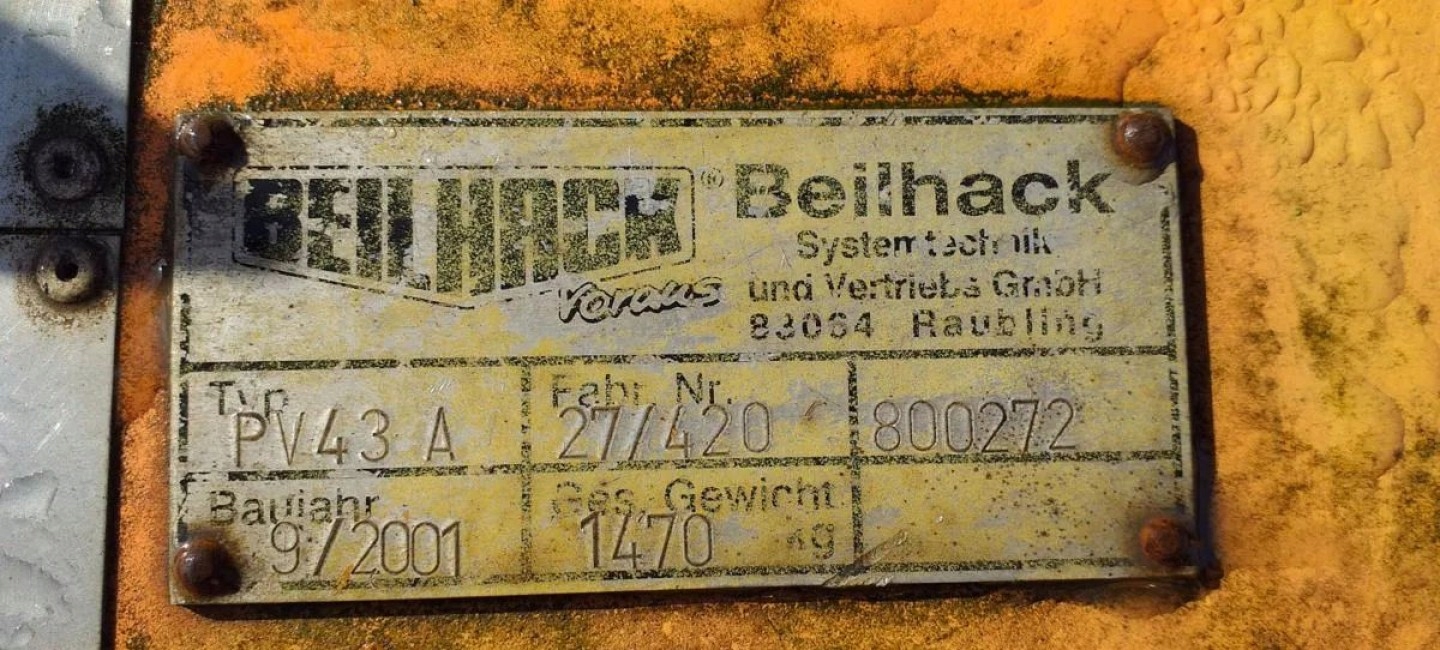 BEILHACK® Beilhack
Systemtechnik
voraus und Vertriebs GmbH
83064 Raubling
Typ Fabr. Nr.
PV43 A 27/420 800272
Baujahr Ges. Gewicht
9/2001 1470 kg